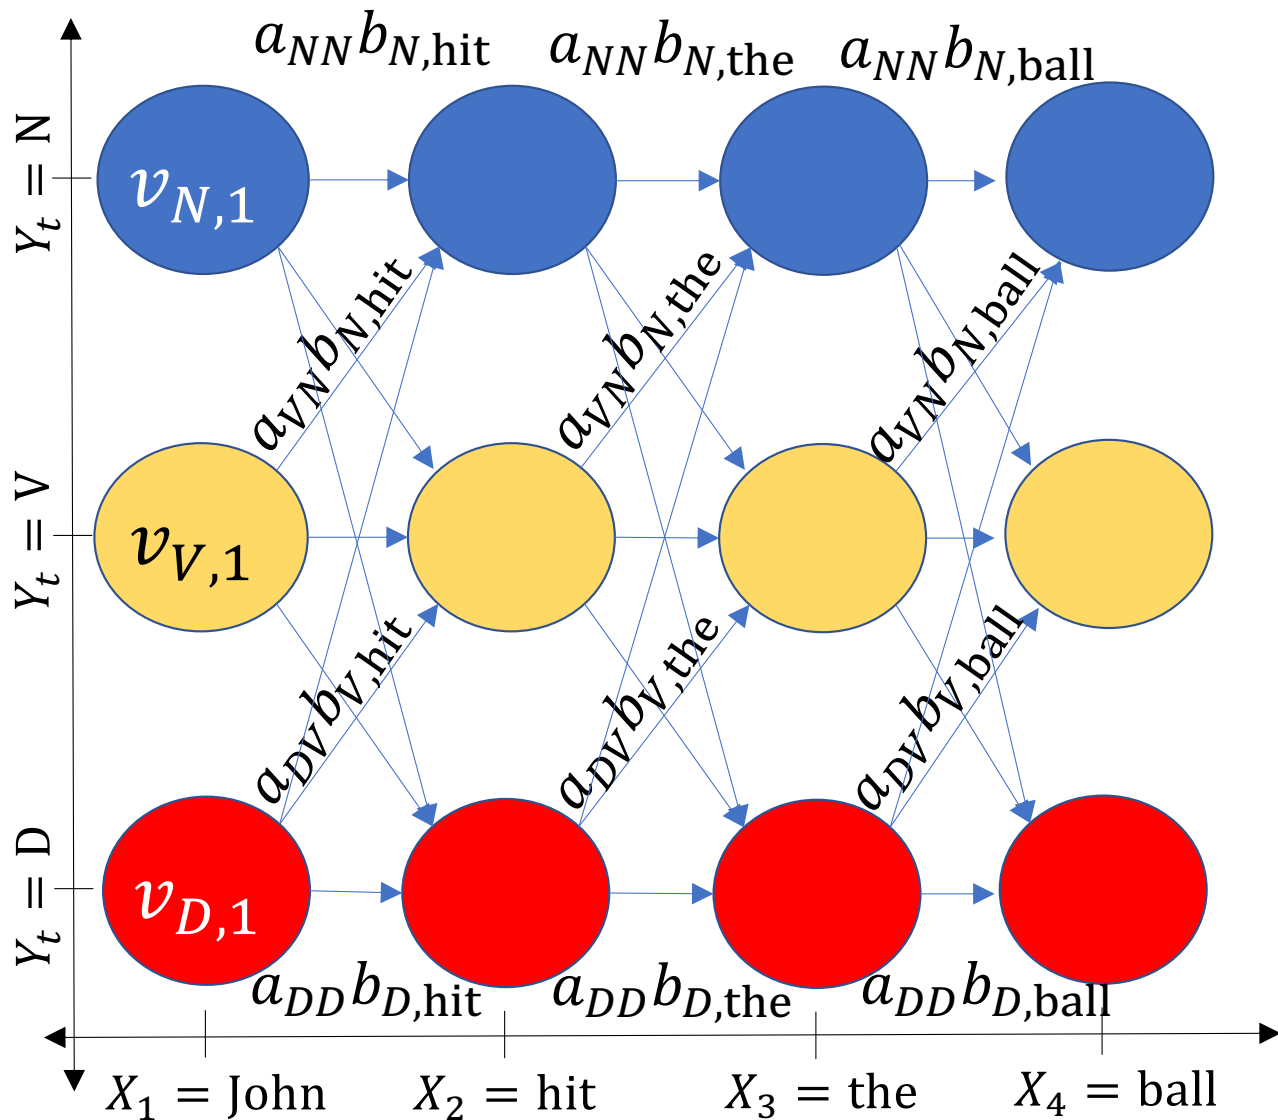 a_{NN}b_{N,hit} a_{NN}b_{N,the} a_{NN}b_{N,ball}
Y_t = N
v_{N,1}
a_{VN}b_{N,hit} a_{VN}b_{N,the} a_{VN}b_{N,ball}
Y_t = V
v_{V,1}
a_{DV}b_{V,hit} a_{DV}b_{V,the} a_{DV}b_{V,ball}
Y_t = D
v_{D,1}
a_{DD}b_{D,hit} a_{DD}b_{D,the} a_{DD}b_{D,ball}
X_1 = John X_2 = hit X_3 = the X_4 = ball